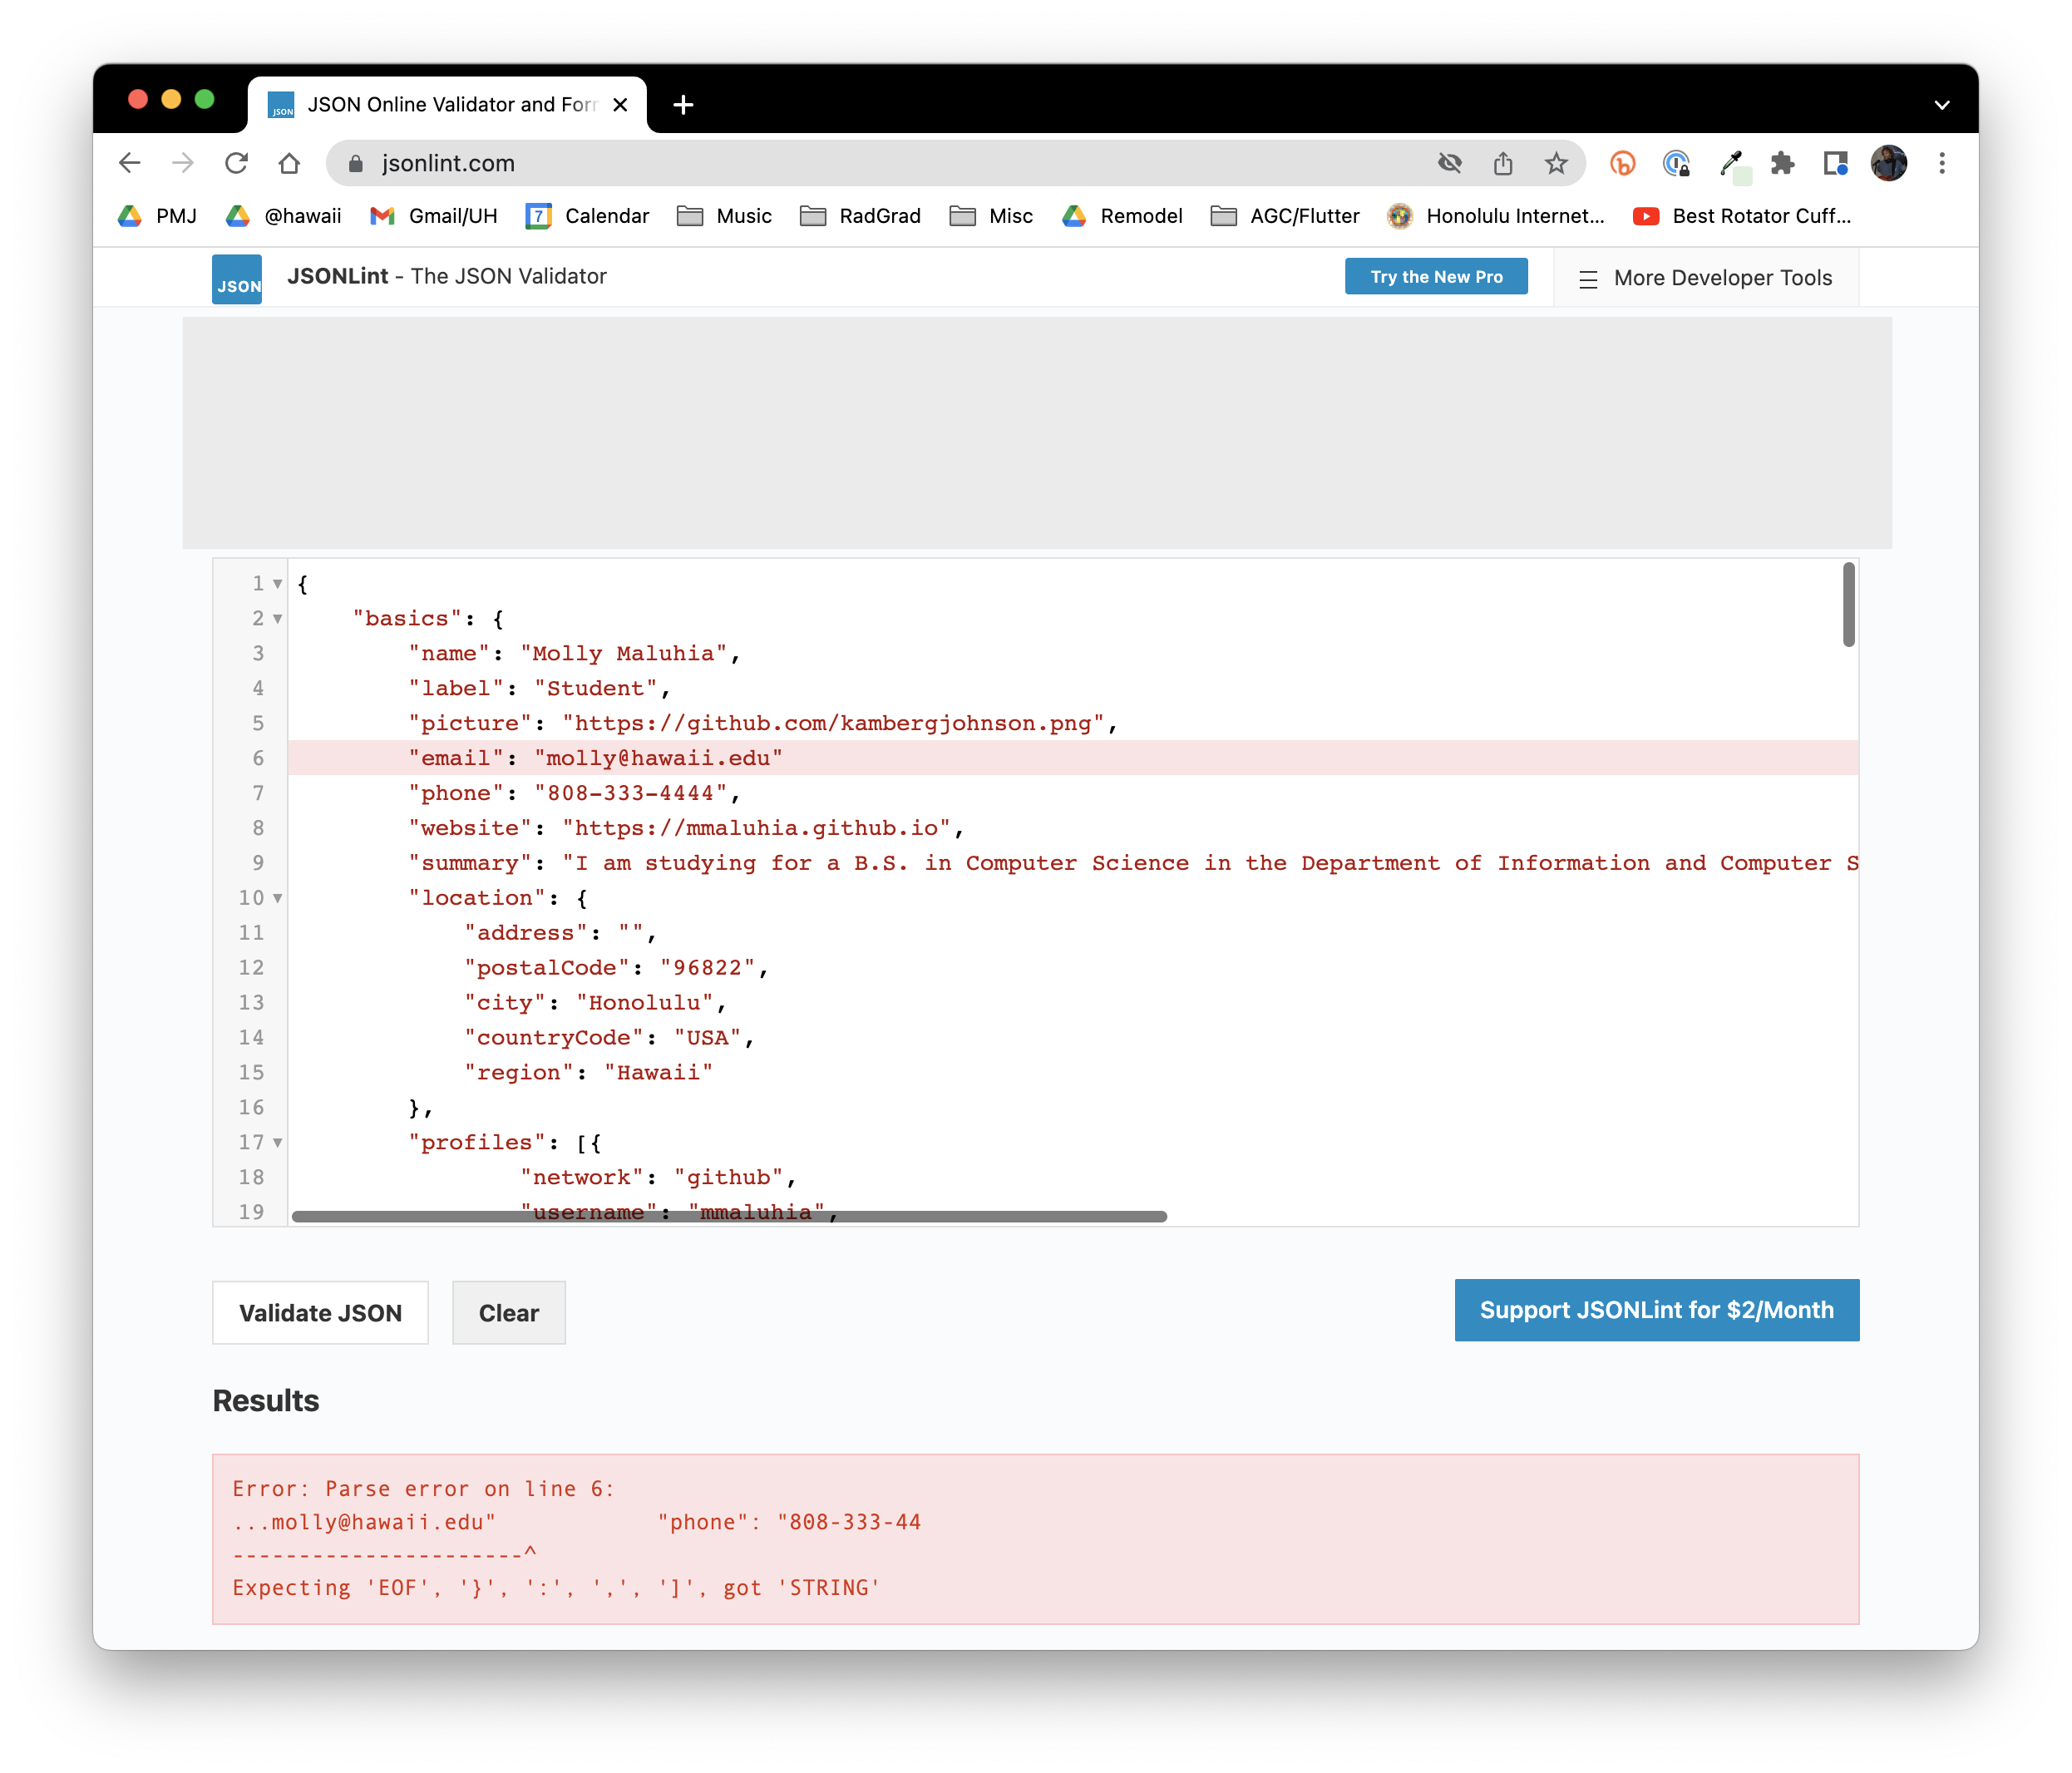 JSON JSON Online Validator and For
jsonlint.com
PMJ @hawaii Gmail/UH 7 Calendar Music RadGrad Misc Remodel AGC/Flutter Honolulu Internet... Best Rotator Cuff...
JSON JSONLint - The JSON Validator Try the New Pro More Developer Tools
1 {
2 "basics": {
3 "name": "Molly Maluhia",
4 "label": "Student",
5 "picture": "https://github.com/kambergjohnson.png",
6 "email": "molly@hawaii.edu"
7 "phone": "808-333-4444",
8 "website": "https://mmaluhia.github.io",
9 "summary": "I am studying for a B.S. in Computer Science in the Department of Information and Computer S
10 "location": {
11 "address": "",
12 "postalCode": "96822",
13 "city": "Honolulu",
14 "countryCode": "USA",
15 "region": "Hawaii"
16 },
17 "profiles": [{
18 "network": "github",
19 "username": "mmaluhia",
Validate JSON Clear Support JSONLint for $2/Month
Results
Error: Parse error on line 6:
...molly@hawaii.edu" "phone": "808-333-44
----------------------^
Expecting 'EOF', '}', ':', ',', ']', got 'STRING'